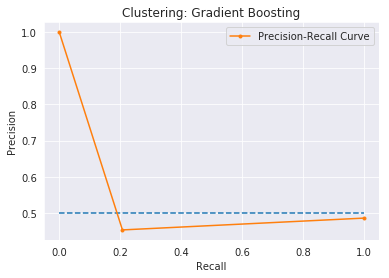 Clustering: Gradient Boosting
Precision-Recall Curve
1.0
0.9
0.8
0.7
0.6
0.5
Precision
0.0 0.2 0.4 0.6 0.8 1.0
Recall